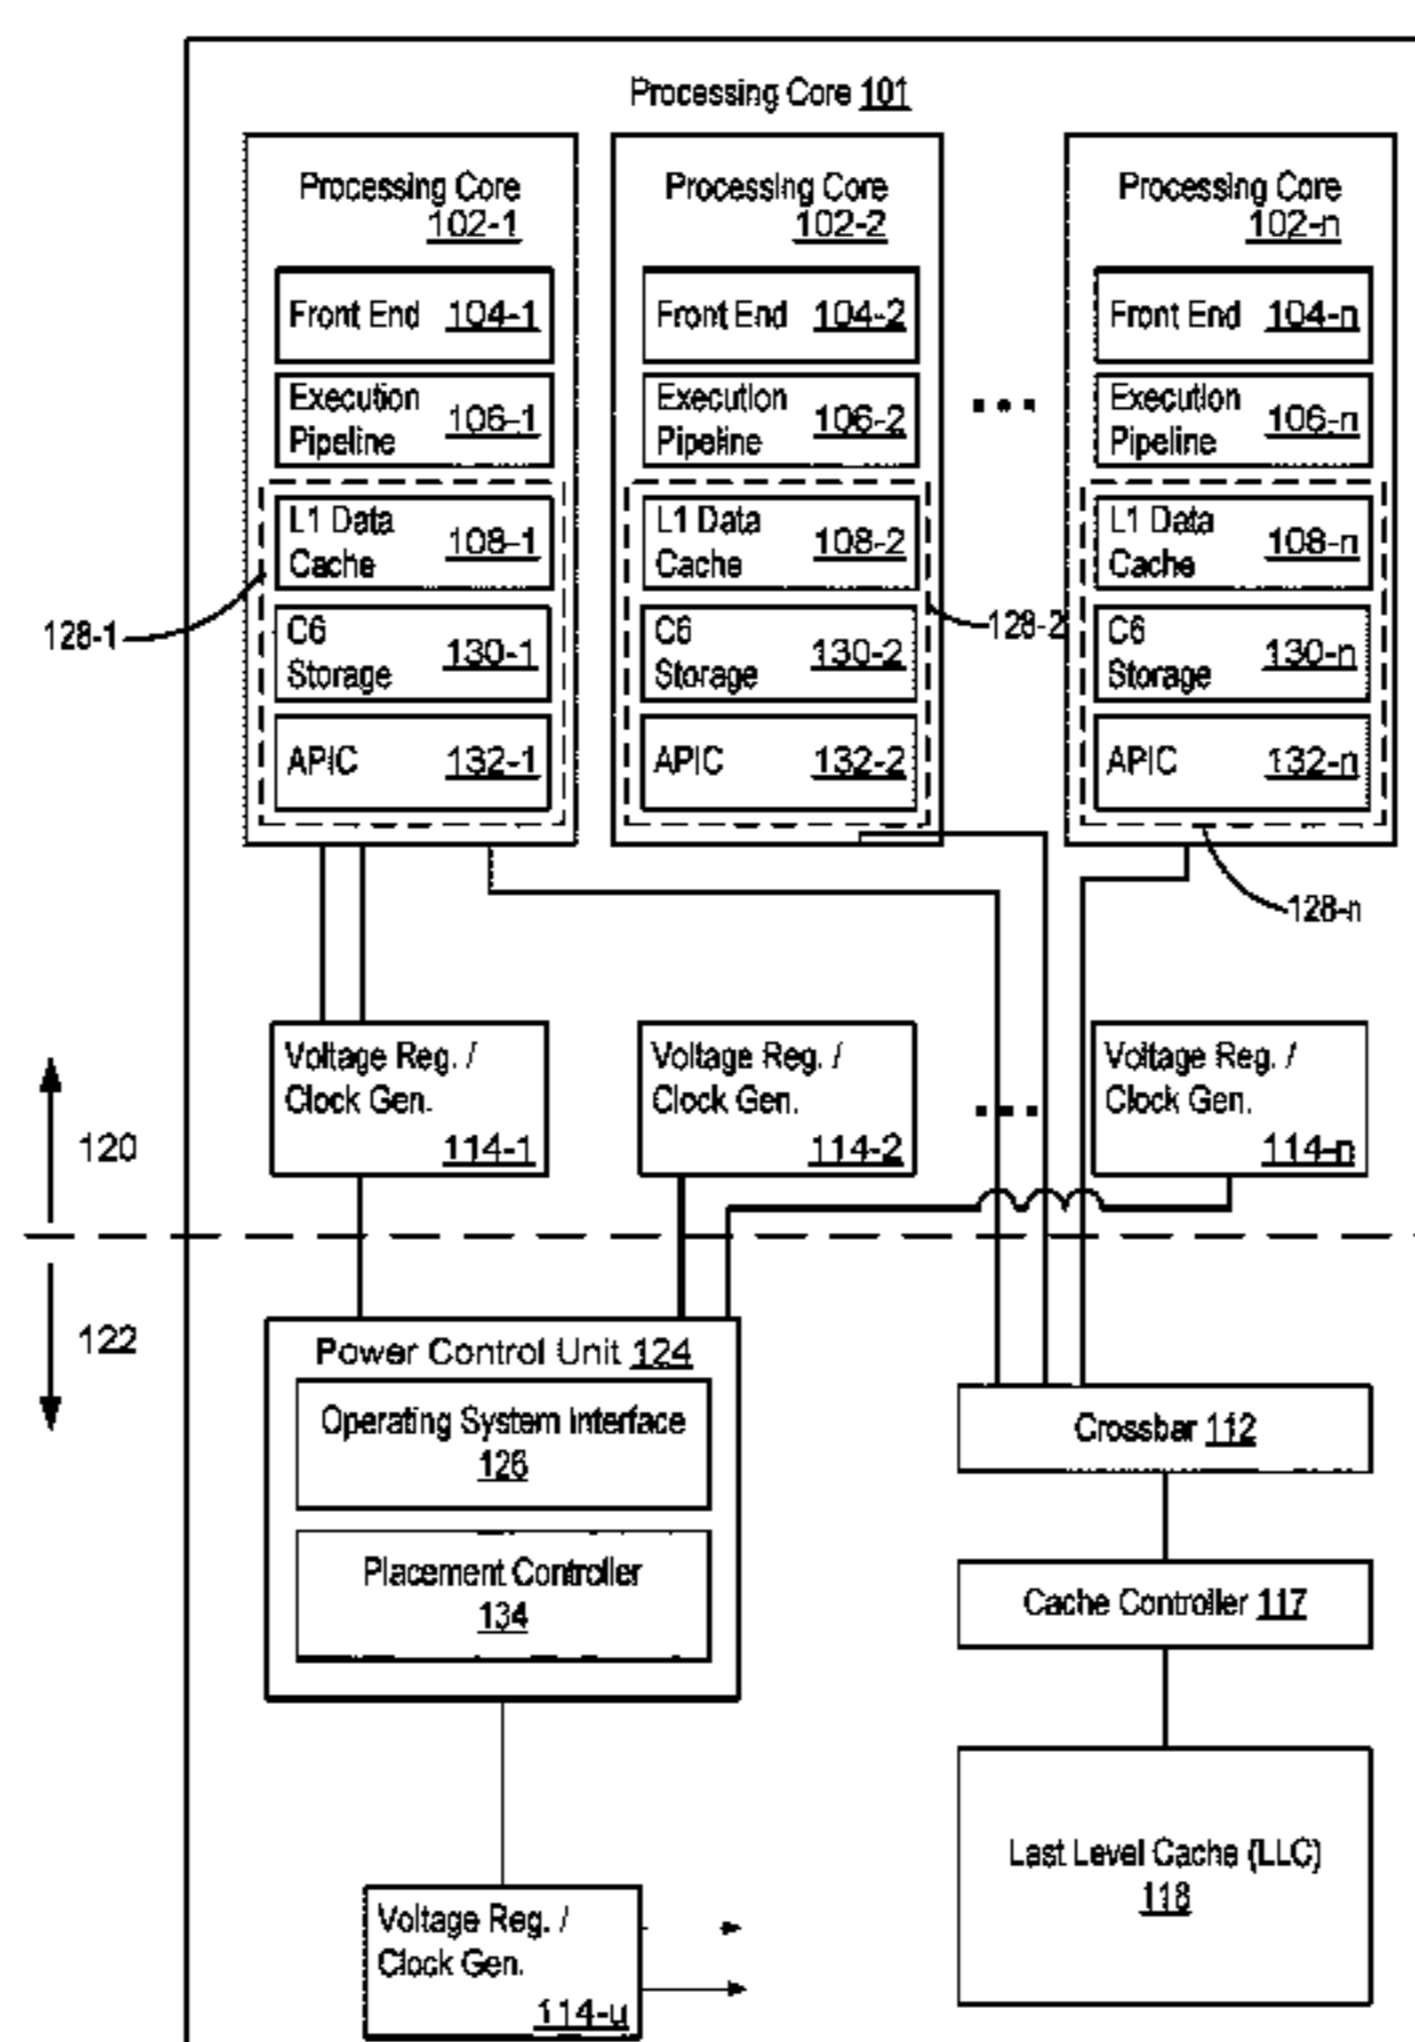 Processing Core 101
Processing Core
102-1
Front End 104-1
Execution
Pipeline 106-1
L1 Data
Cache 108-1
C6
Storage 130-1
APIC 132-1
128-1
Processing Core
102-2
Front End 104-2
Execution
Pipeline 106-2
L1 Data
Cache 108-2
C6
Storage 130-2
APIC 132-2
128-2
...
Processing Core
102-n
Front End 104-n
Execution
Pipeline 106-n
L1 Data
Cache 108-n
C6
Storage 130-n
APIC 132-n
128-n
Voltage Reg. /
Clock Gen.
114-1
Voltage Reg. /
Clock Gen.
114-2
...
Voltage Reg. /
Clock Gen.
114-n
120
122
Power Control Unit 124
Operating System Interface
126
Placement Controller
134
Crossbar 112
Cache Controller 117
Last Level Cache (LLC)
118
Voltage Reg. /
Clock Gen.
114-u